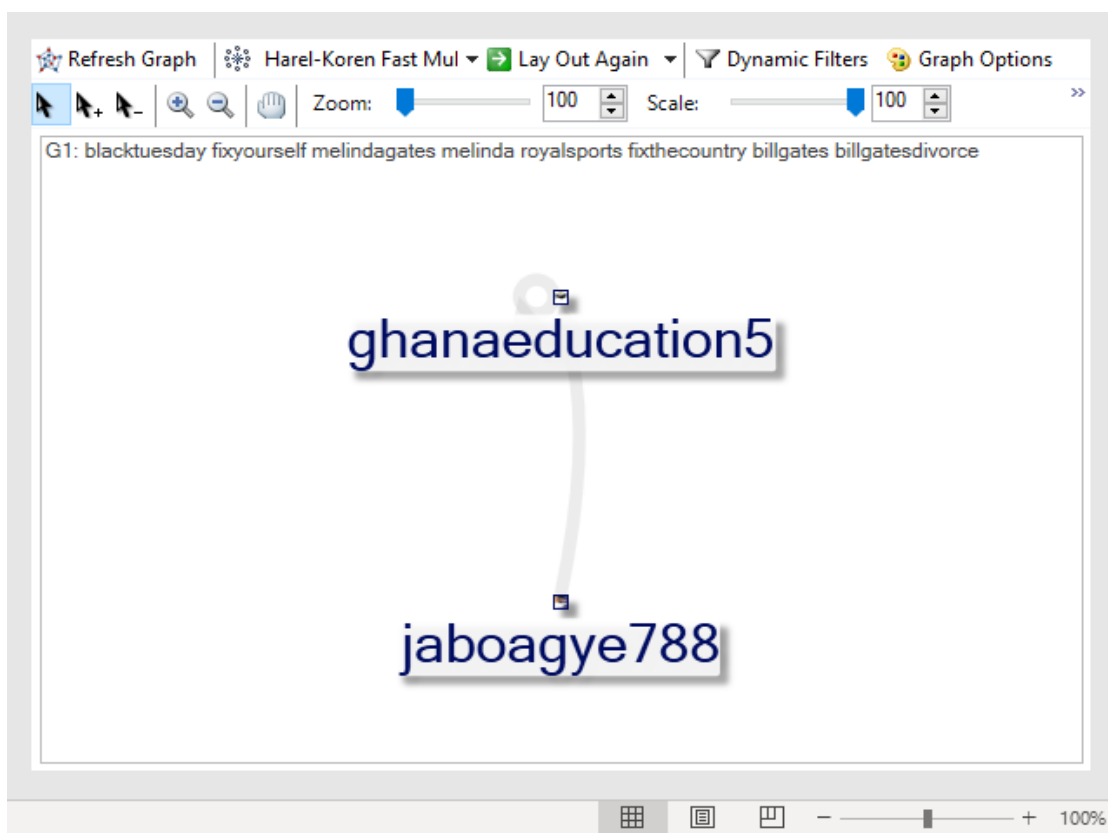 Refresh Graph Harel-Koren Fast Mul Lay Out Again Dynamic Filters Graph Options
Zoom: 100 Scale: 100 »
G1: blacktuesday fixyourself melindagates melinda royalsports fixthecountry billgates billgatesdivorce
ghanaeducation5
jaboagye788
100%